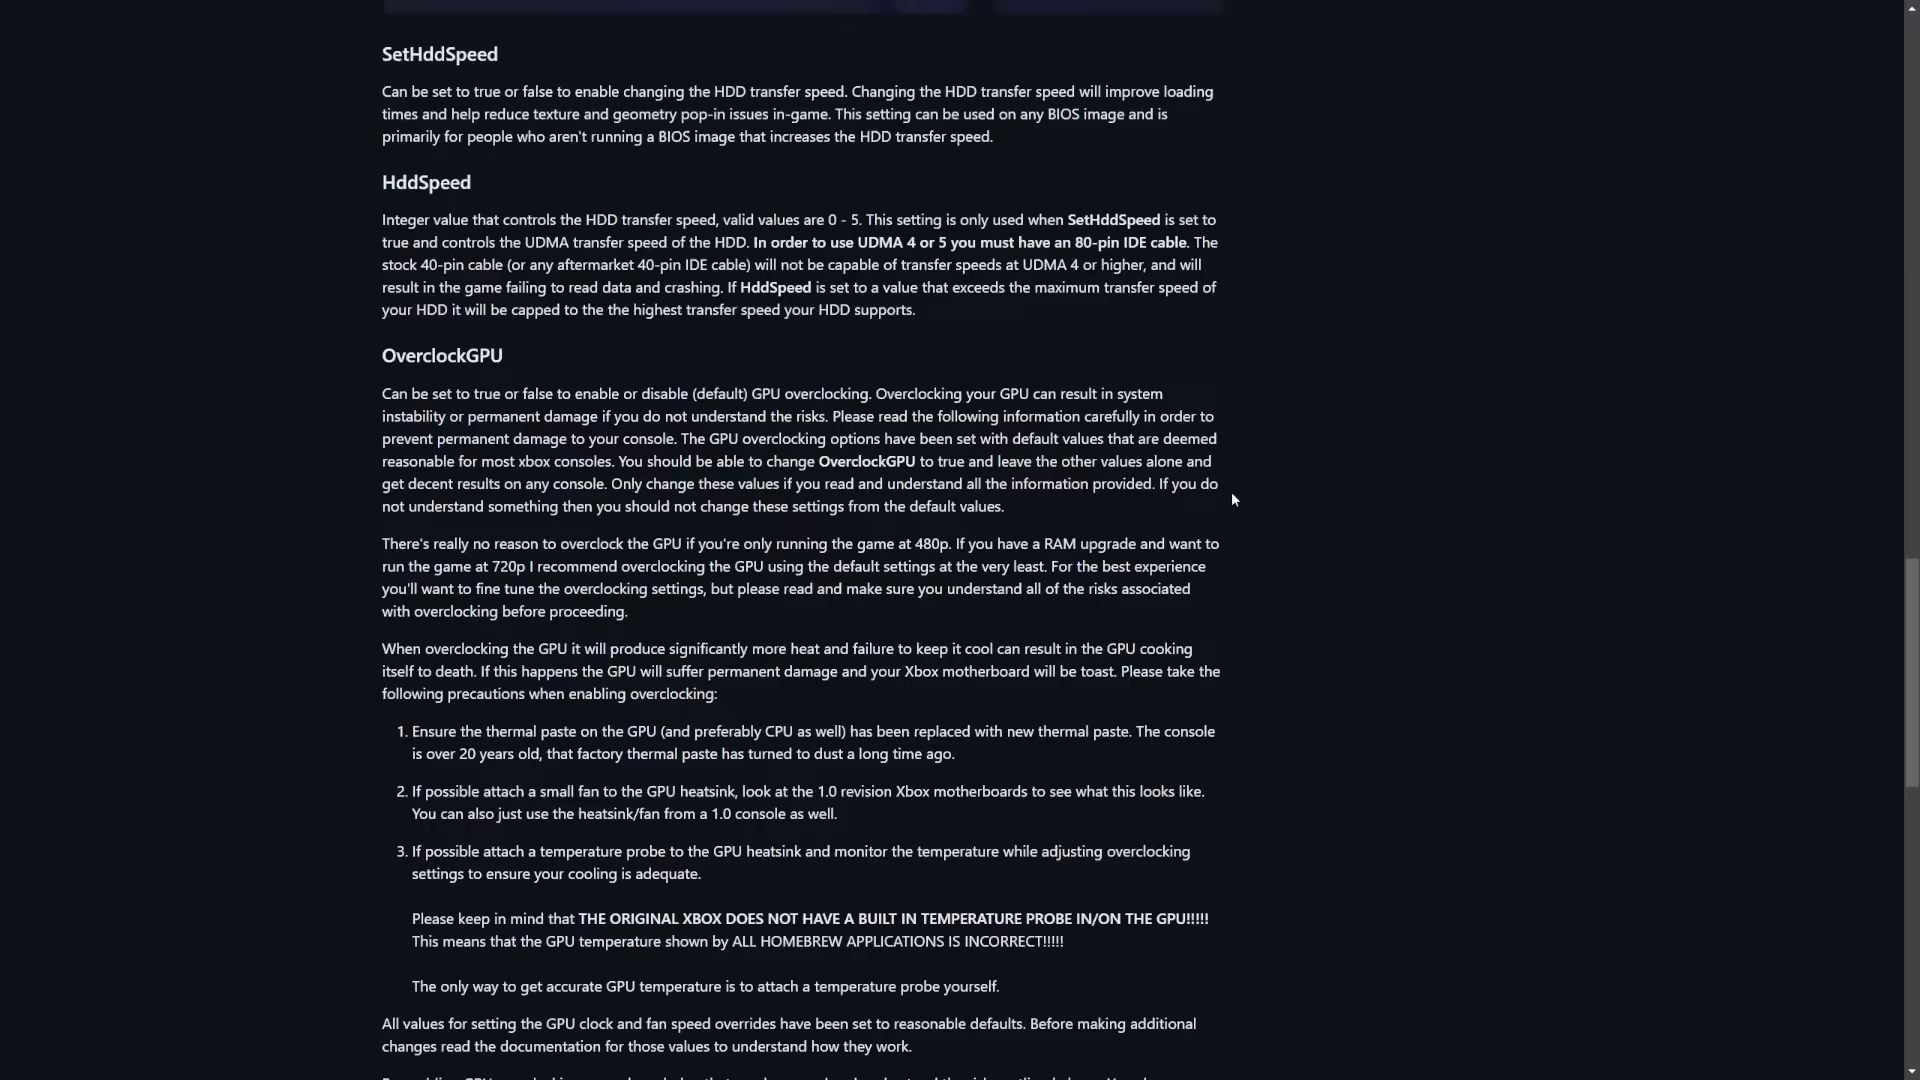 SetHddSpeed
Can be set to true or false to enable changing the HDD transfer speed. Changing the HDD transfer speed will improve loading
times and help reduce texture and geometry pop-in issues in-game. This setting can be used on any BIOS image and is
primarily for people who aren't running a BIOS image that increases the HDD transfer speed.
HddSpeed
Integer value that controls the HDD transfer speed, valid values are 0 - 5. This setting is only used when SetHddSpeed is set to
true and controls the UDMA transfer speed of the HDD. In order to use UDMA 4 or 5 you must have an 80-pin IDE cable. The
stock 40-pin cable (or any aftermarket 40-pin IDE cable) will not be capable of transfer speeds at UDMA 4 or higher, and will
result in the game failing to read data and crashing. If HddSpeed is set to a value that exceeds the maximum transfer speed of
your HDD it will be capped to the the highest transfer speed your HDD supports.
OverclockGPU
Can be set to true or false to enable or disable (default) GPU overclocking. Overclocking your GPU can result in system
instability or permanent damage if you do not understand the risks. Please read the following information carefully in order to
prevent permanent damage to your console. The GPU overclocking options have been set with default values that are deemed
reasonable for most xbox consoles. You should be able to change OverclockGPU to true and leave the other values alone and
get decent results on any console. Only change these values if you read and understand all the information provided. If you do
not understand something then you should not change these settings from the default values.
There's really no reason to overclock the GPU if you're only running the game at 480p. If you have a RAM upgrade and want to
run the game at 720p I recommend overclocking the GPU using the default settings at the very least. For the best experience
you'll want to fine tune the overclocking settings, but please read and make sure you understand all of the risks associated
with overclocking before proceeding.
When overclocking the GPU it will produce significantly more heat and failure to keep it cool can result in the GPU cooking
itself to death. If this happens the GPU will suffer permanent damage and your Xbox motherboard will be toast. Please take the
following precautions when enabling overclocking:
1. Ensure the thermal paste on the GPU (and preferably CPU as well) has been replaced with new thermal paste. The console
is over 20 years old, that factory thermal paste has turned to dust a long time ago.
2. If possible attach a small fan to the GPU heatsink, look at the 1.0 revision Xbox motherboards to see what this looks like.
You can also just use the heatsink/fan from a 1.0 console as well.
3. If possible attach a temperature probe to the GPU heatsink and monitor the temperature while adjusting overclocking
settings to ensure your cooling is adequate.
Please keep in mind that THE ORIGINAL XBOX DOES NOT HAVE A BUILT IN TEMPERATURE PROBE IN/ON THE GPU!!!!!
This means that the GPU temperature shown by ALL HOMEBREW APPLICATIONS IS INCORRECT!!!!!
The only way to get accurate GPU temperature is to attach a temperature probe yourself.
All values for setting the GPU clock and fan speed overrides have been set to reasonable defaults. Before making additional
changes read the documentation for those values to understand how they work.